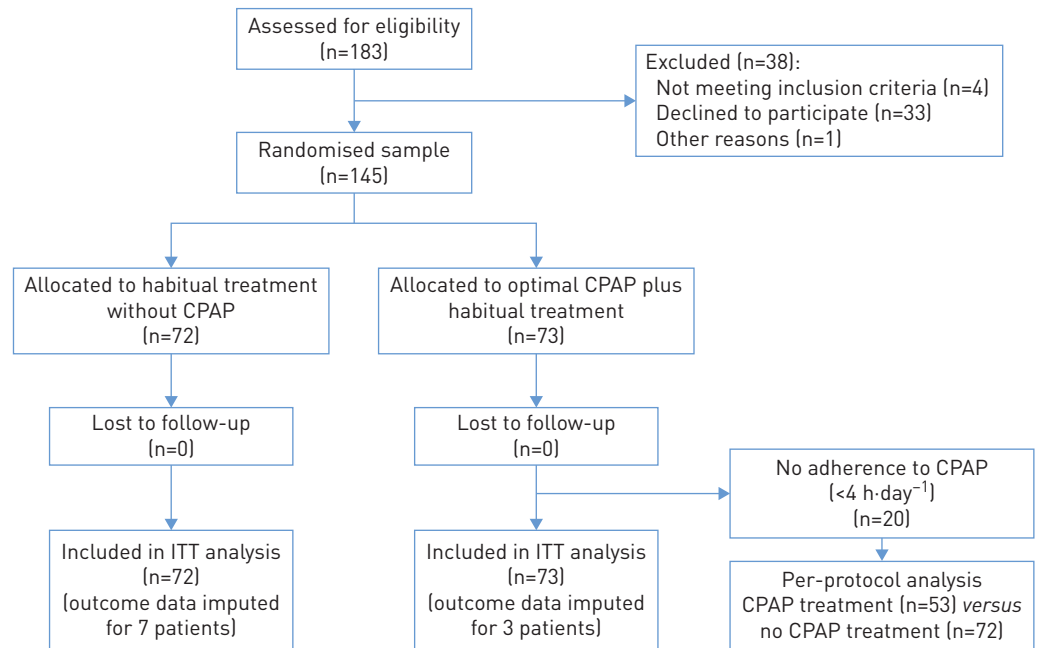 Assessed for eligibility
(n=183)
Excluded (n=38):
Not meeting inclusion criteria (n=4)
Declined to participate (n=33)
Other reasons (n=1)
Randomised sample
(n=145)
Allocated to habitual treatment
without CPAP
(n=72)
Allocated to optimal CPAP plus
habitual treatment
(n=73)
Lost to follow-up
(n=0)
Lost to follow-up
(n=0)
No adherence to CPAP
(<4 h·day⁻¹)
(n=20)
Included in ITT analysis
(n=72)
(outcome data imputed
for 7 patients)
Included in ITT analysis
(n=73)
(outcome data imputed
for 3 patients)
Per-protocol analysis
CPAP treatment (n=53) versus
no CPAP treatment (n=72)